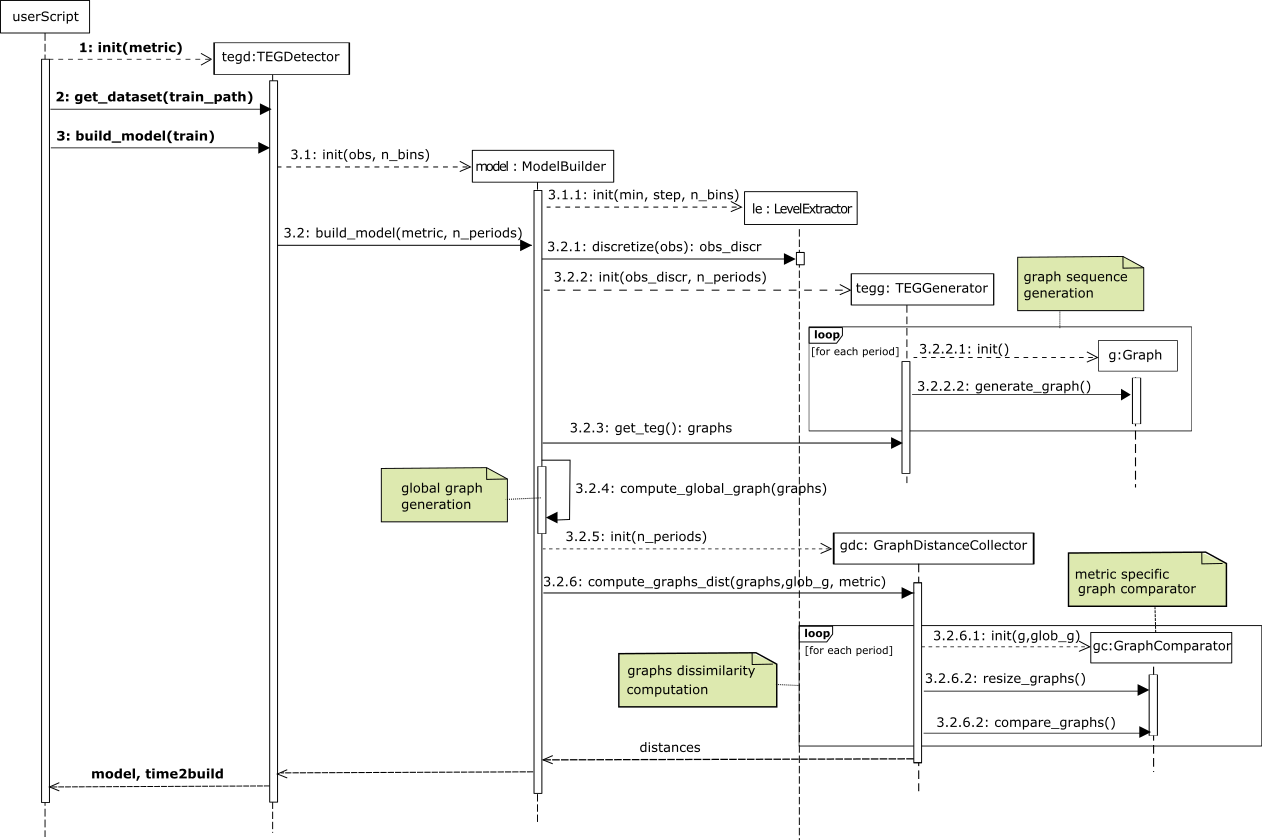 userScript
1: init(metric)
tegd:TEGDetector
2: get_dataset(train_path)
3: build_model(train)
3.1: init(obs, n_bins)
model : ModelBuilder
3.1.1: init(min, step, n_bins)
le : LevelExtractor
3.2: build_model(metric, n_periods)
3.2.1: discretize(obs): obs_discr
3.2.2: init(obs_discr, n_periods)
tegg: TEGGenerator
graph sequence
generation
loop
[for each period]
3.2.2.1: init()
g:Graph
3.2.2.2: generate_graph()
3.2.3: get_teg(): graphs
global graph
generation
3.2.4: compute_global_graph(graphs)
3.2.5: init(n_periods)
gdc: GraphDistanceCollector
3.2.6: compute_graphs_dist(graphs,glob_g, metric)
metric specific
graph comparator
loop
[for each period]
3.2.6.1: init(g,glob_g)
gc:GraphComparator
graphs dissimilarity
computation
3.2.6.2: resize_graphs()
3.2.6.2: compare_graphs()
distances
model, time2build